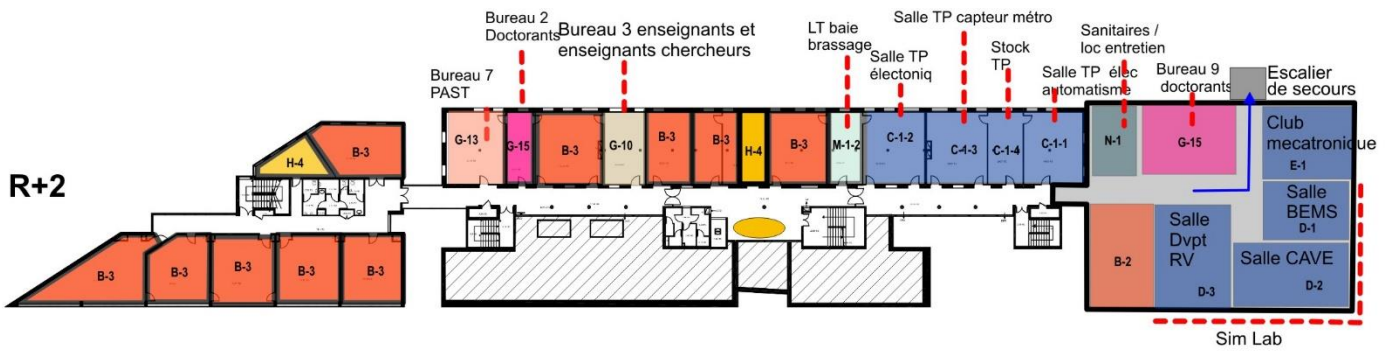 Bureau 2
Doctorants
Bureau 3 enseignants et
enseignants chercheurs
LT baie
brassage
Salle TP capteur métro
Salle TP
électoniq
Stock
TP
Sanitaires /
loc entretien
Salle TP élec
automatisme
Bureau 9
doctorants
Escalier
de secours
Bureau 7
PAST
R+2
H-4
B-3
G-13
G-15
B-3
G-10
B-3
B-3
H-4
B-3
M-1-2
C-1-2
C-1-3
C-1-4
C-1-1
N-1
G-15
Club
mecatronique
E-1
Salle
BEMS
D-1
B-3
B-3
B-3
B-3
B-3
B-2
Salle
Dvpt
RV
D-3
Salle CAVE
D-2
Sim Lab